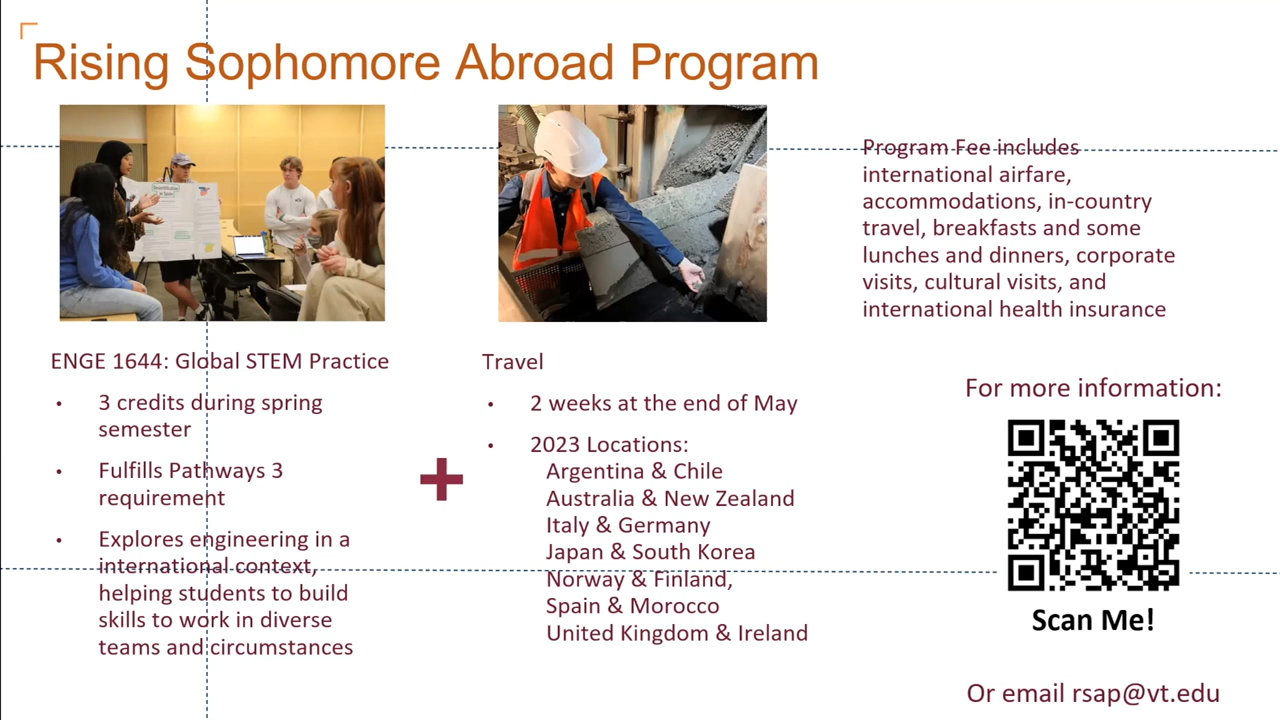 Rising Sophomore Abroad Program
Program Fee includes
international airfare,
accommodations, in-country
travel, breakfasts and some
lunches and dinners, corporate
visits, cultural visits, and
international health insurance
ENGE 1644: Global STEM Practice
• 3 credits during spring
semester
• Fulfills Pathways 3
requirement
• Explores engineering in a
international context,
helping students to build
skills to work in diverse
teams and circumstances
+
Travel
• 2 weeks at the end of May
• 2023 Locations:
Argentina & Chile
Australia & New Zealand
Italy & Germany
Japan & South Korea
Norway & Finland,
Spain & Morocco
United Kingdom & Ireland
For more information:
Scan Me!
Or email rsap@vt.edu